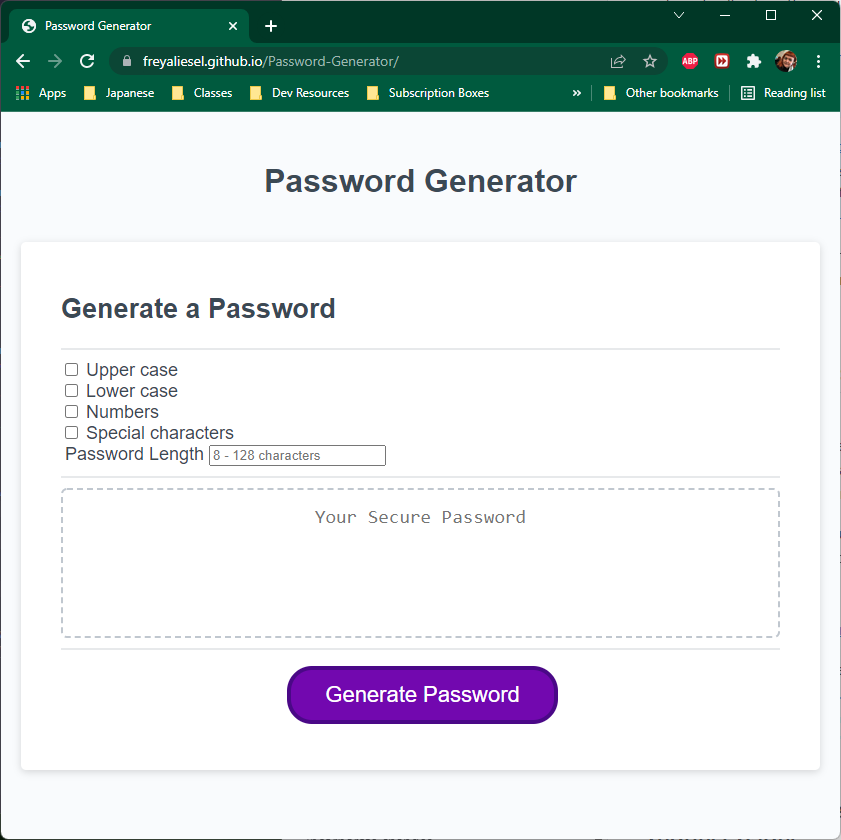 Password Generator
freyaliesel.github.io/Password-Generator/
ABP
Apps Japanese Classes Dev Resources Subscription Boxes » Other bookmarks Reading list
Password Generator
Generate a Password
Upper case
Lower case
Numbers
Special characters
Password Length 8 - 128 characters
Your Secure Password
Generate Password